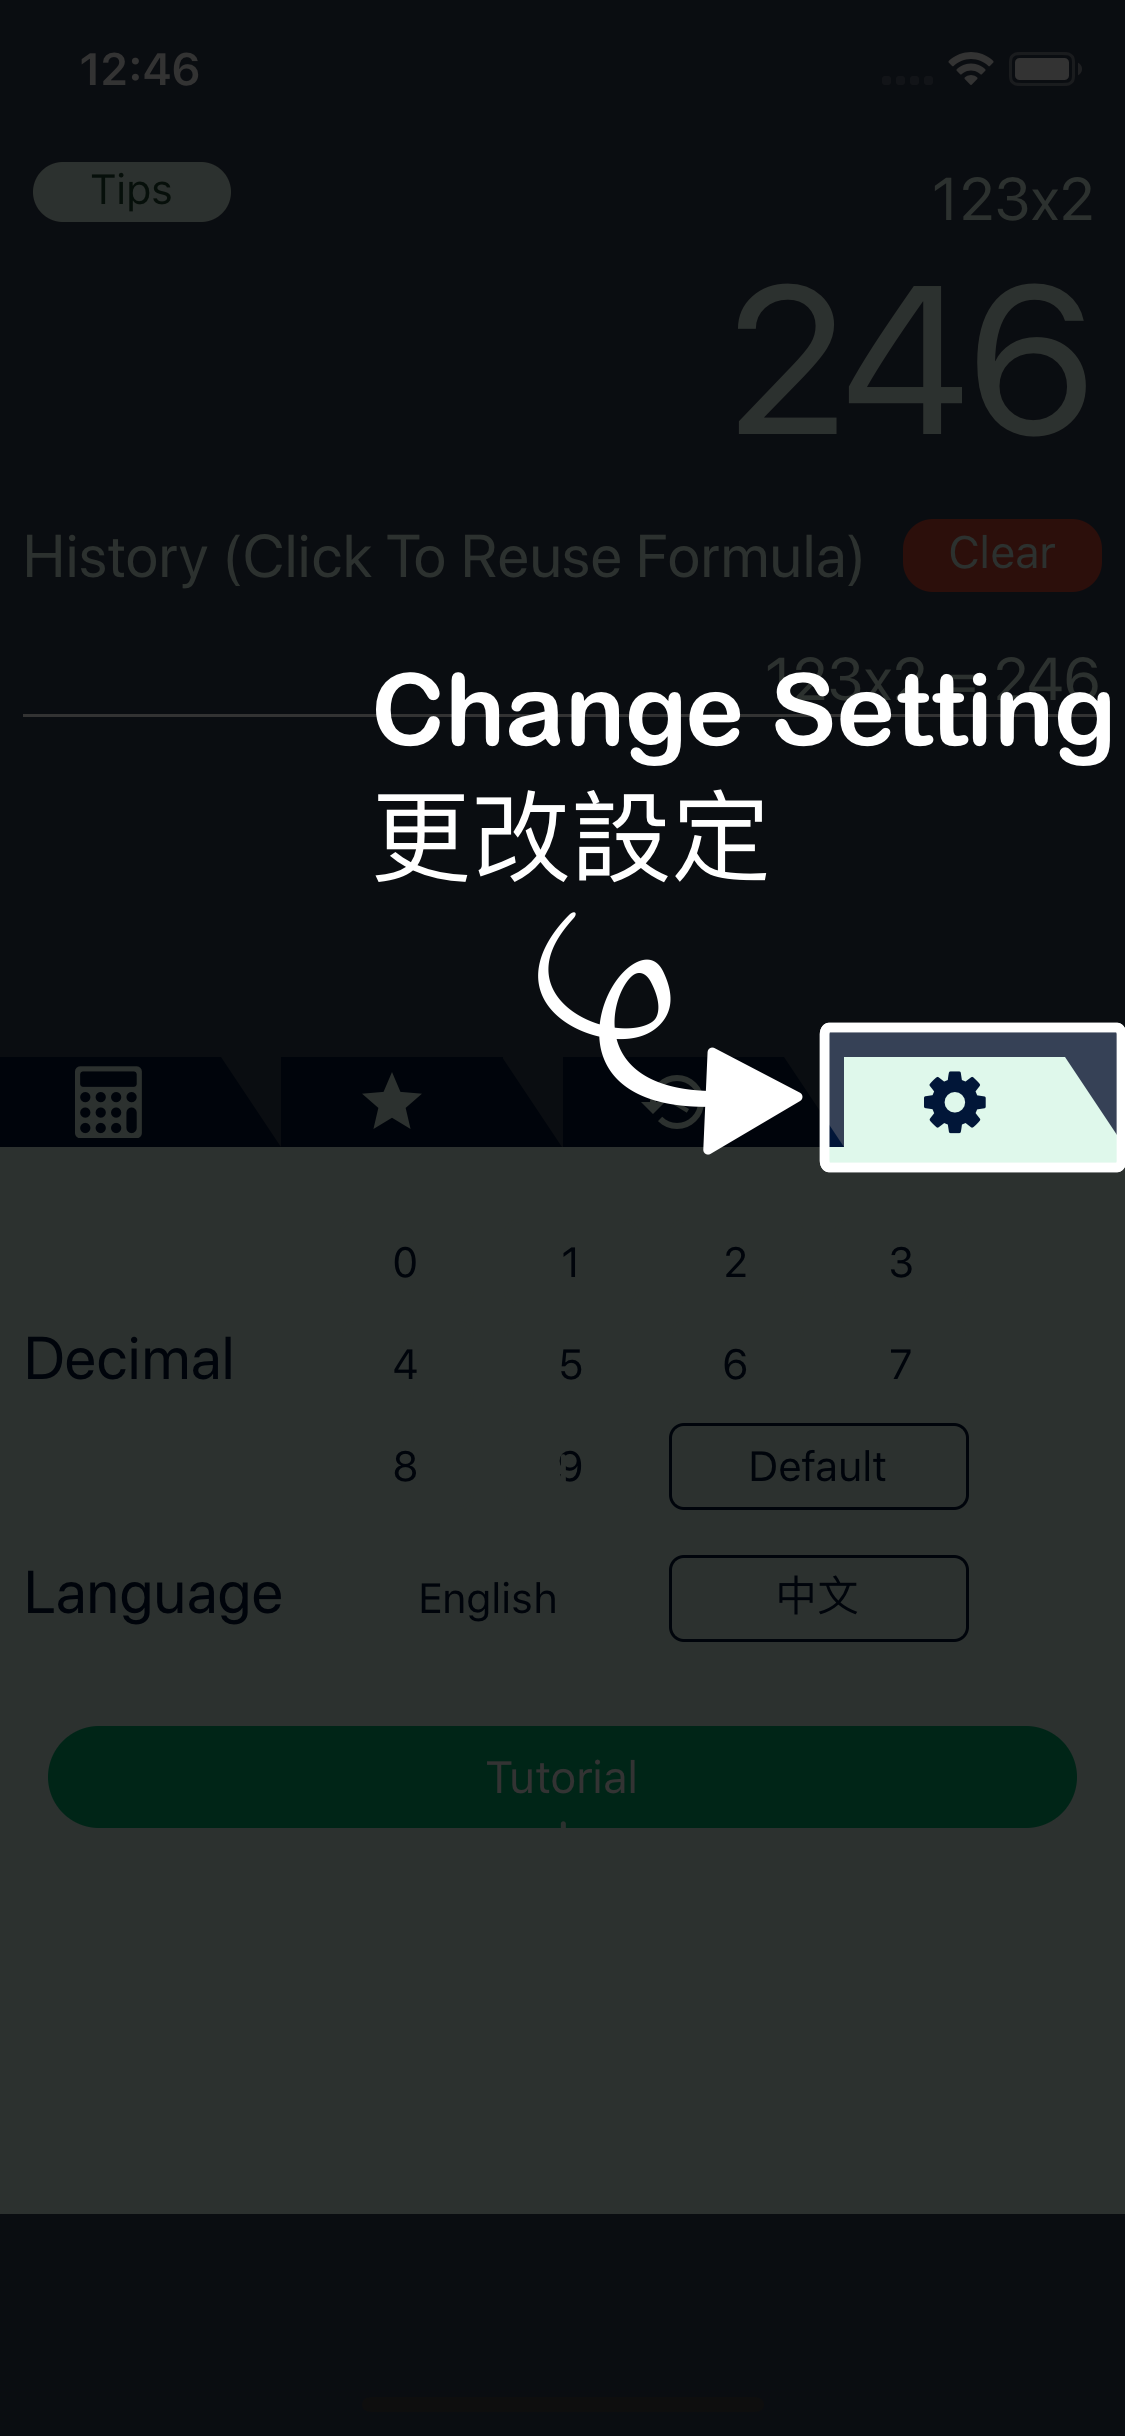 12:46
Tips
123x2
246
History (Click To Reuse Formula)
Clear
123x2 = 246
Change Setting
更改設定
0 1 2 3
Decimal
4 5 6 7
8 9 Default
Language English 中文
Tutorial